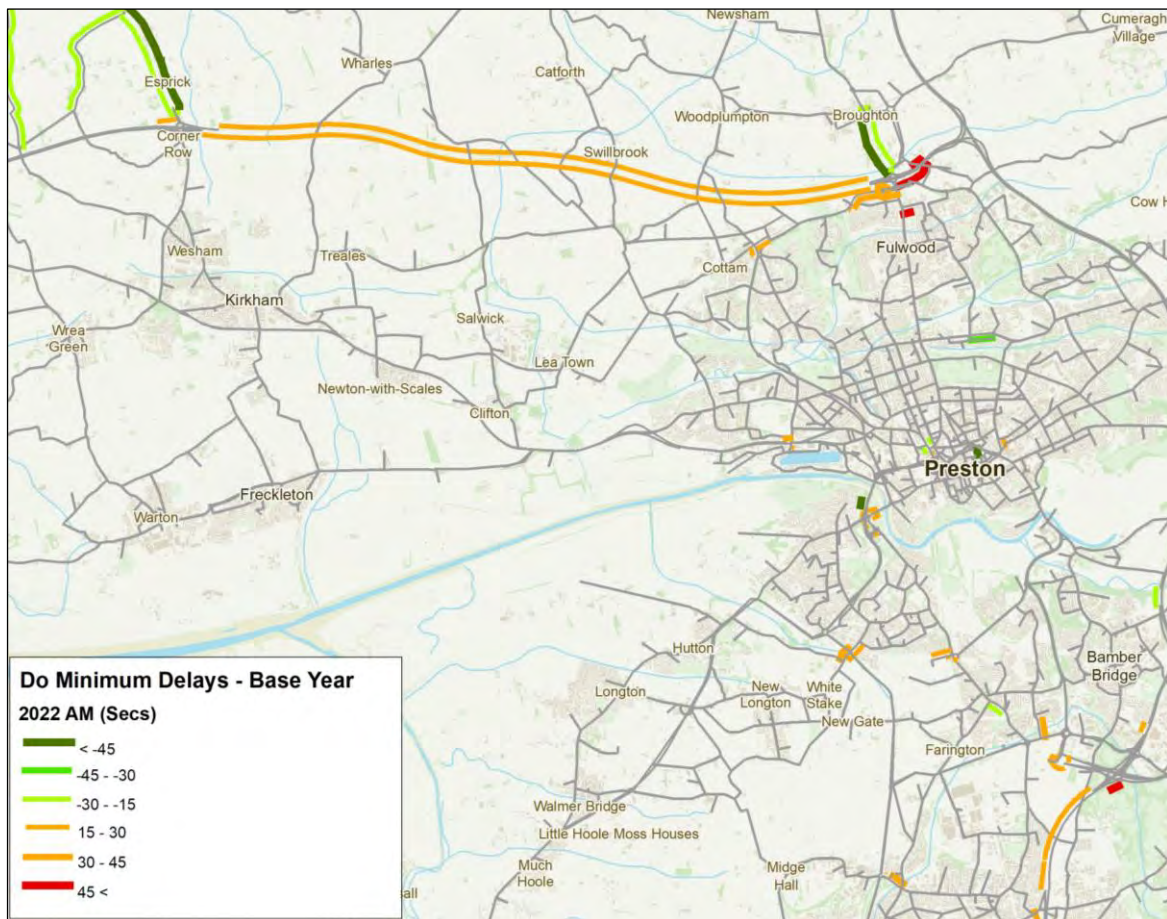 Newsham
Cumeragh
Village
Wharles
Esprick
Catforth
Woodplumpton
Broughton
Corner
Row
Swillbrook
Cow H
Wesham
Treales
Cottam
Fulwood
Kirkham
Salwick
Wrea
Green
Lea Town
Newton-with-Scales
Clifton
Preston
Freckleton
Warton
Hutton
Bamber
Bridge
Longton
New
Longton
White
Stake
New Gate
Farington
Walmer Bridge
Little Hoole Moss Houses
Much
Hoole
Midge
Hall
all
Do Minimum Delays - Base Year
2022 AM (Secs)
< -45
-45 - -30
-30 - -15
15 - 30
30 - 45
45 <